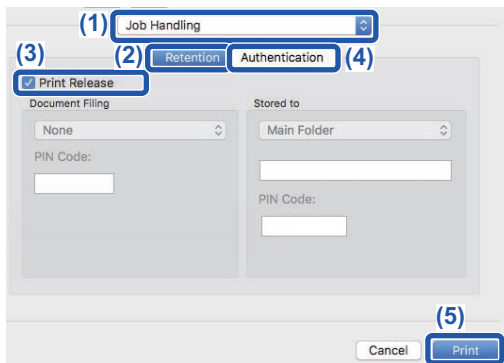 (1) Job Handling
(3) (2) Retention Authentication (4)
Print Release
Document Filing Stored to
None Main Folder
PIN Code:
PIN Code:
(5)
Cancel Print